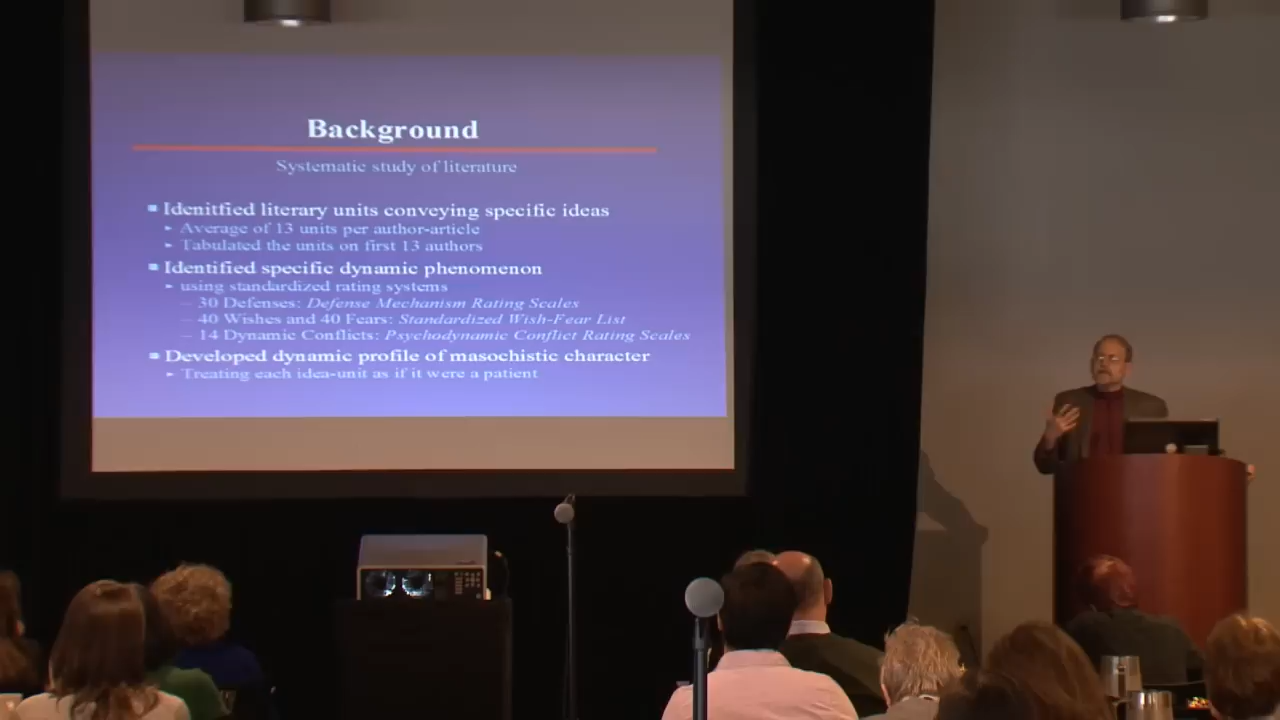 Background
Systematic study of literature
Idenitfied literary units conveying specific ideas
Average of 13 units per author-article
Tabulated the units on first 13 authors
Identified specific dynamic phenomenon
using standardized rating systems
– 30 Defenses: Defense Mechanism Rating Scales
– 40 Wishes and 40 Fears: Standardized Wish-Fear List
– 14 Dynamic Conflicts: Psychodynamic Conflict Rating Scales
Developed dynamic profile of masochistic character
Treating each idea-unit as if it were a patient